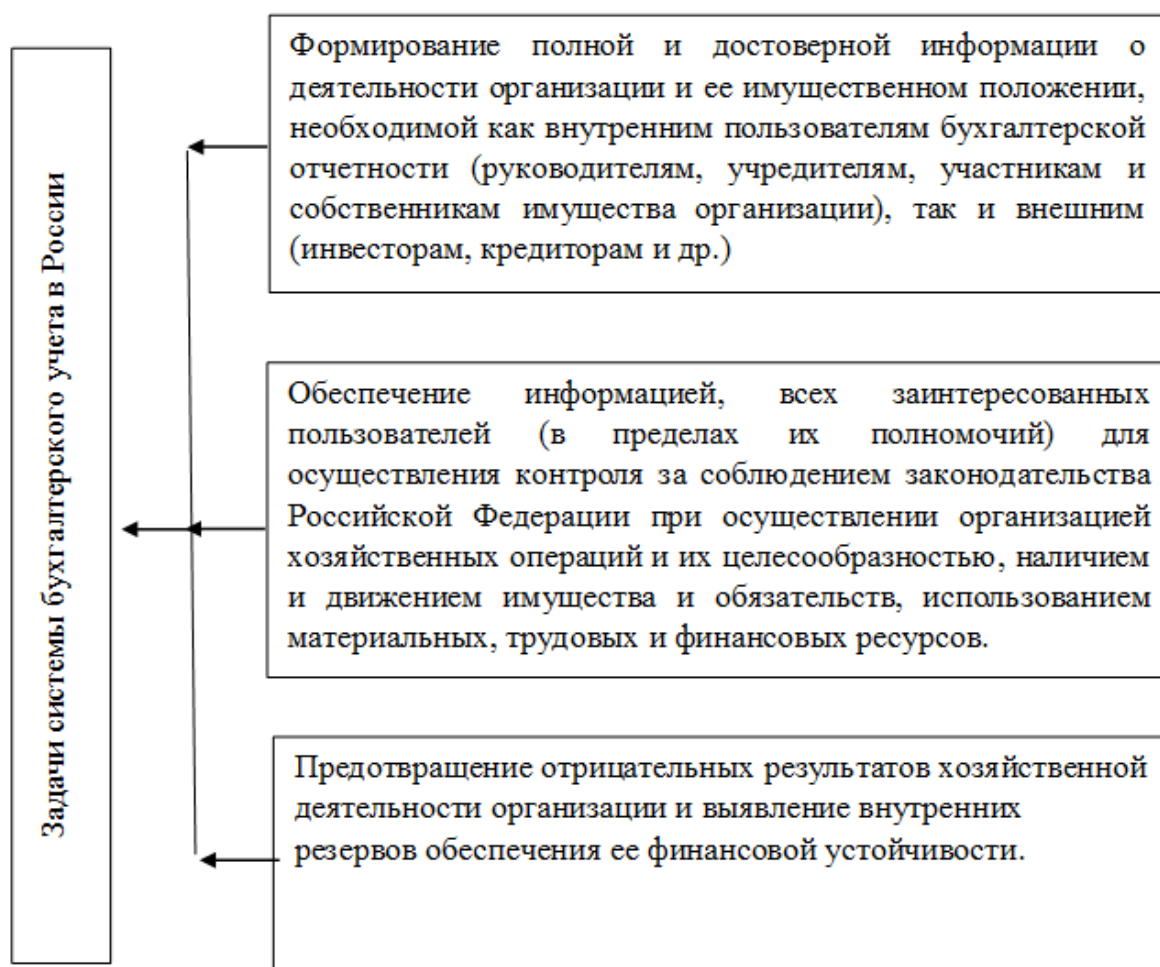 Задачи системы бухгалтерского учета в России
Формирование полной и достоверной информации о
деятельности организации и ее имущественном положении,
необходимой как внутренним пользователям бухгалтерской
отчетности (руководителям, учредителям, участникам и
собственникам имущества организации), так и внешним
(инвесторам, кредиторам и др.)
Обеспечение информацией, всех заинтересованных
пользователей (в пределах их полномочий) для
осуществления контроля за соблюдением законодательства
Российской Федерации при осуществлении организацией
хозяйственных операций и их целесообразностью, наличием
и движением имущества и обязательств, использованием
материальных, трудовых и финансовых ресурсов.
Предотвращение отрицательных результатов хозяйственной
деятельности организации и выявление внутренних
резервов обеспечения ее финансовой устойчивости.